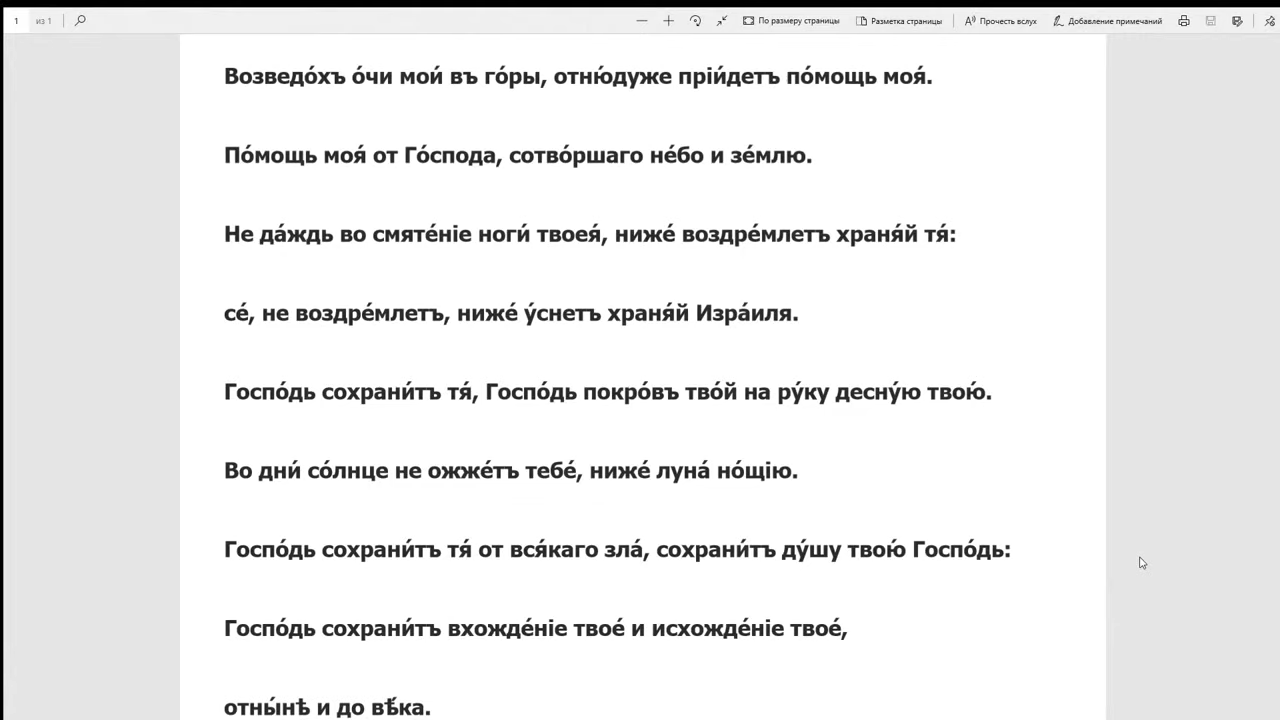 1 из 1 По размеру страницы Разметка страницы Прочесть вслух Добавление примечаний
Возведо́хъ о́чи мои́ въ го́ры, отню́дуже прiи́детъ по́мощь моя́.
По́мощь моя́ от Го́спода, сотво́ршаго не́бо и зе́млю.
Не да́ждь во смяте́нiе ноги́ твоея́, ниже́ воздре́млетъ храня́й тя́:
се́, не воздре́млетъ, ниже́ у́снетъ храня́й Изра́иля.
Госпо́дь сохрани́тъ тя́, Госпо́дь покро́въ тво́й на ру́ку десну́ю твою́.
Во дни́ со́лнце не ожже́тъ тебе́, ниже́ луна́ но́щiю.
Госпо́дь сохрани́тъ тя́ от вся́каго зла́, сохрани́тъ ду́шу твою́ Госпо́дь:
Госпо́дь сохрани́тъ вхожде́нiе твое́ и исхожде́нiе твое́,
отны́нѣ и до вѣ́ка.